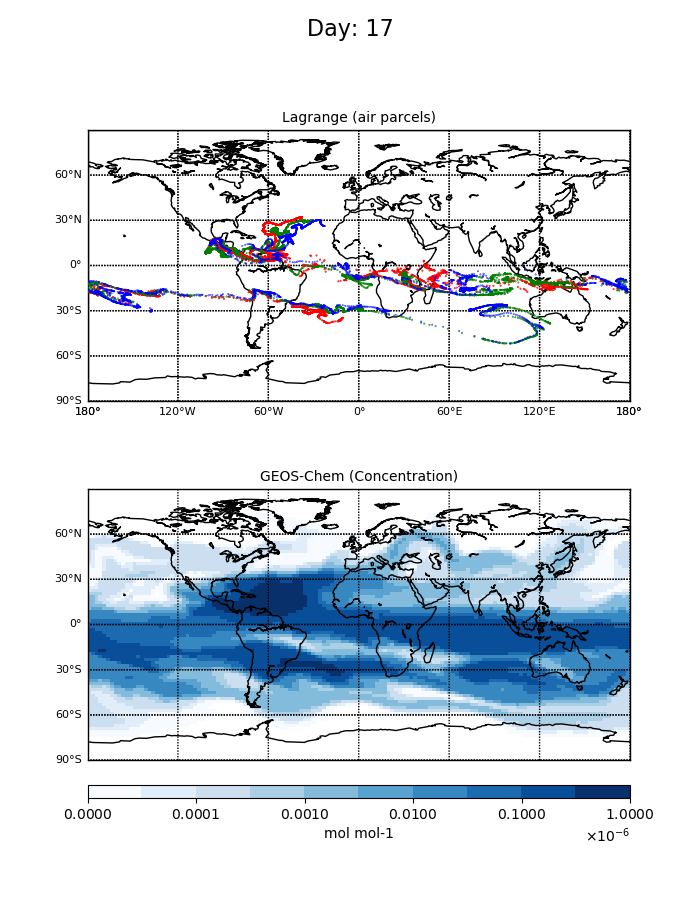 Day: 17
Lagrange (air parcels)
60°N
30°N
0°
30°S
60°S
90°S
180° 120°W 60°W 0° 60°E 120°E 180°
GEOS-Chem (Concentration)
60°N
30°N
0°
30°S
60°S
90°S
0.0000 0.0001 0.0010 0.0100 0.1000 1.0000
mol mol-1
×10⁻⁶